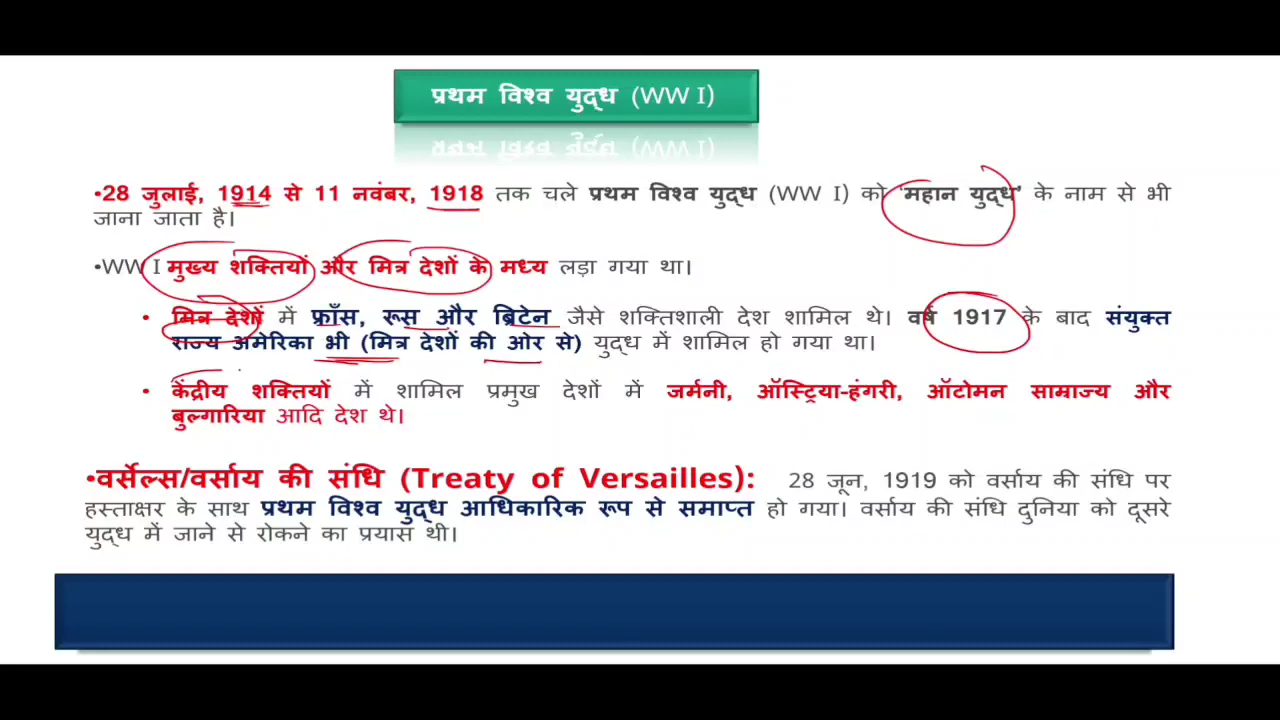 प्रथम विश्व युद्ध (WW I)
•28 जुलाई, 1914 से 11 नवंबर, 1918 तक चले प्रथम विश्व युद्ध (WW I) को 'महान युद्ध' के नाम से भी
जाना जाता है।
•WW I मुख्य शक्तियों और मित्र देशों के मध्य लड़ा गया था।
• मित्र देशों में फ्राँस, रूस और ब्रिटेन जैसे शक्तिशाली देश शामिल थे। वर्ष 1917 के बाद संयुक्त
राज्य अमेरिका भी (मित्र देशों की ओर से) युद्ध में शामिल हो गया था।
• केंद्रीय शक्तियों में शामिल प्रमुख देशों में जर्मनी, ऑस्ट्रिया-हंगरी, ऑटोमन साम्राज्य और
बुल्गारिया आदि देश थे।
•वर्सेल्स/वर्साय की संधि (Treaty of Versailles): 28 जून, 1919 को वर्साय की संधि पर
हस्ताक्षर के साथ प्रथम विश्व युद्ध आधिकारिक रूप से समाप्त हो गया। वर्साय की संधि दुनिया को दूसरे
युद्ध में जाने से रोकने का प्रयास थी।